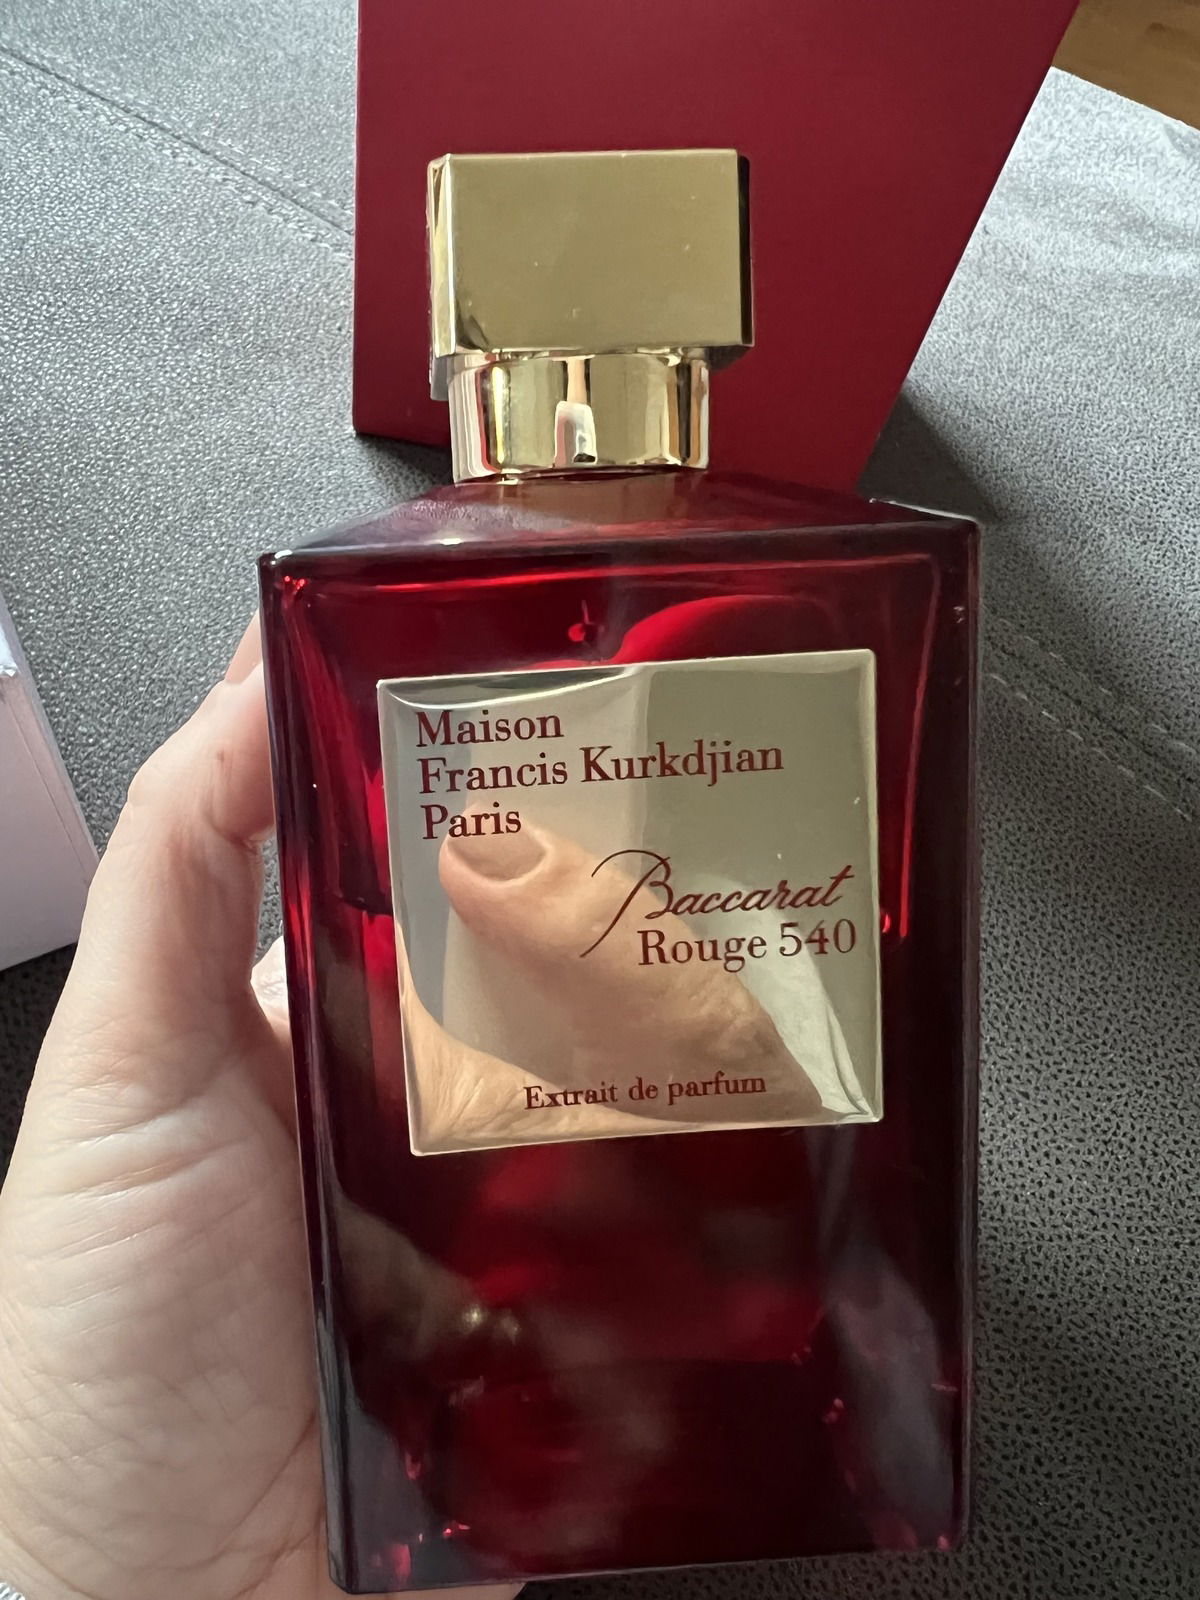 Maison
Francis Kurkdjian
Paris
Baccarat
Rouge 540
Extrait de parfum